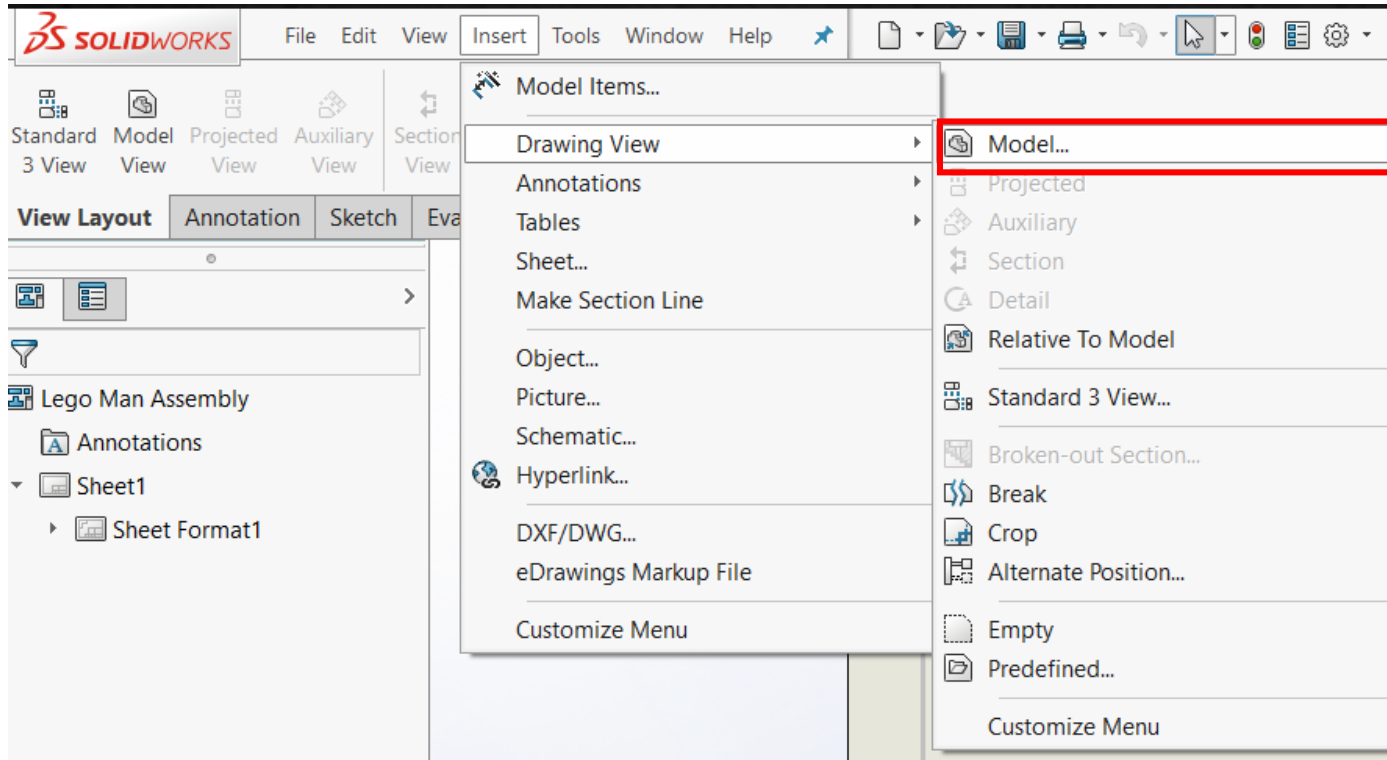 SOLIDWORKS File Edit View Insert Tools Window Help
Standard 3 View
Model View
Projected View
Auxiliary View
Section View
View Layout Annotation Sketch Eva
Lego Man Assembly
Annotations
Sheet1
Sheet Format1
Model Items...
Drawing View
Annotations
Tables
Sheet...
Make Section Line
Object...
Picture...
Schematic...
Hyperlink...
DXF/DWG...
eDrawings Markup File
Customize Menu
Model...
Projected
Auxiliary
Section
Detail
Relative To Model
Standard 3 View...
Broken-out Section...
Break
Crop
Alternate Position...
Empty
Predefined...
Customize Menu